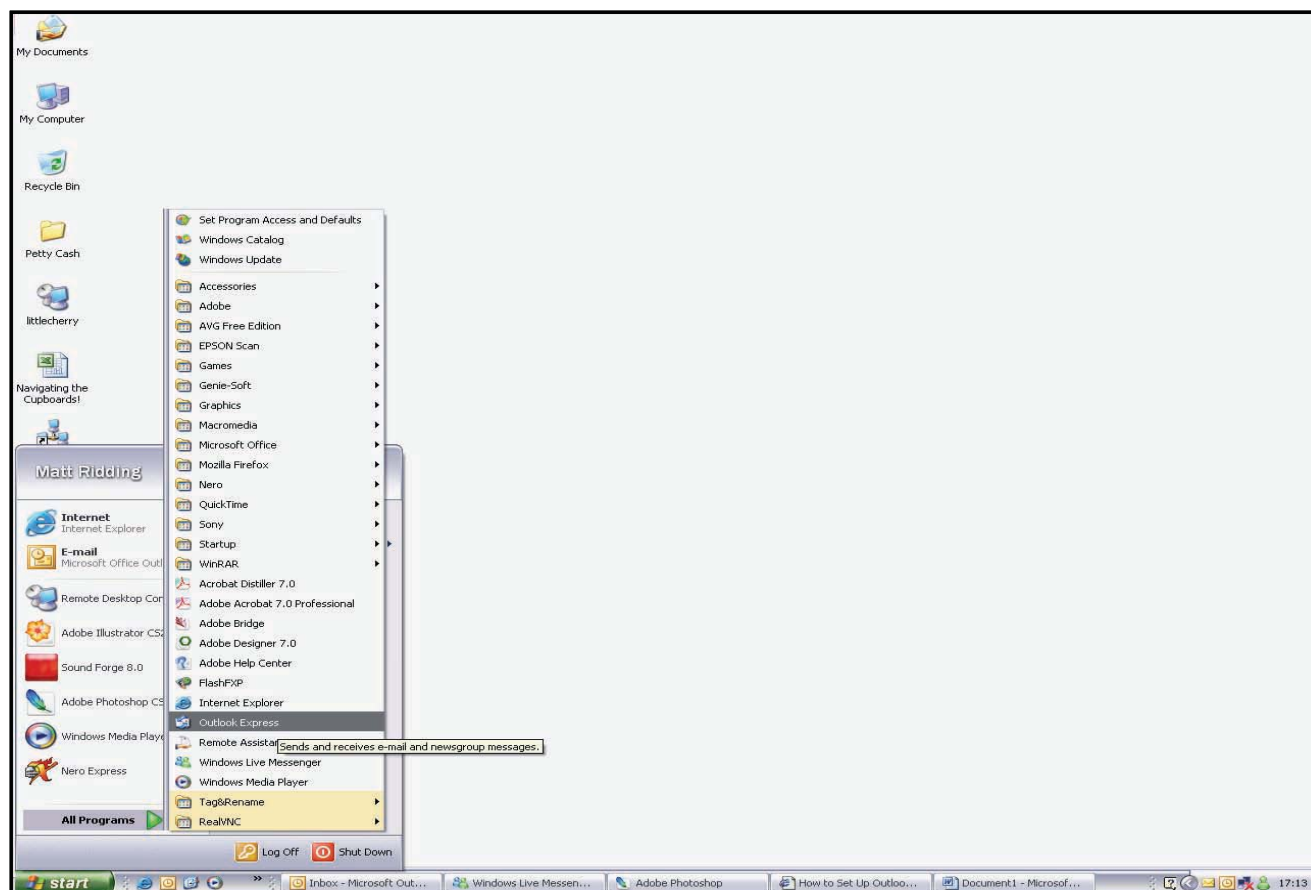 My Documents
My Computer
Recycle Bin
Petty Cash
littlecherry
Navigating the
Cupboards!
Set Program Access and Defaults
Windows Catalog
Windows Update
Accessories
Adobe
AVG Free Edition
EPSON Scan
Games
Genie-Soft
Graphics
Macromedia
Microsoft Office
Mozilla Firefox
Nero
QuickTime
Sony
Startup
WinRAR
Acrobat Distiller 7.0
Adobe Acrobat 7.0 Professional
Adobe Bridge
Adobe Designer 7.0
Adobe Help Center
FlashFXP
Internet Explorer
Outlook Express
Remote Assistan
Sends and receives e-mail and newsgroup messages.
Windows Live Messenger
Windows Media Player
Tag&Rename
RealVNC
Matt Ridding
Internet
Internet Explorer
E-mail
Microsoft Office Outl
Remote Desktop Con
Adobe Illustrator CS2
Sound Forge 8.0
Adobe Photoshop CS
Windows Media Playe
Nero Express
All Programs
Log Off
Shut Down
start
Inbox - Microsoft Out...
Windows Live Messen...
Adobe Photoshop
How to Set Up Outloo...
Document1 - Microsof...
17:13